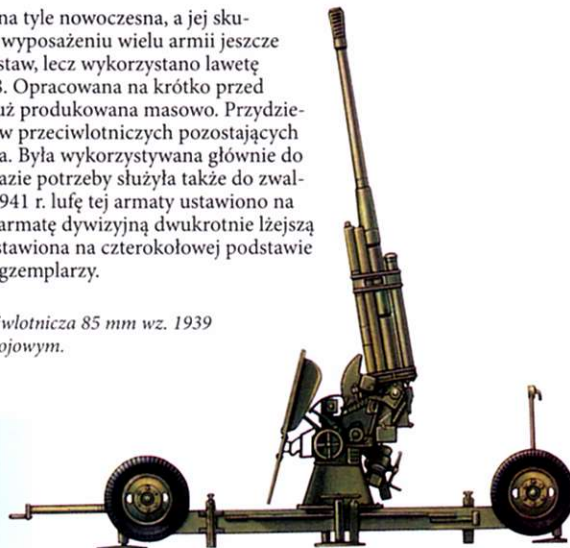 na tyle nowoczesna, a jej sku-
wyposażeniu wielu armii jeszcze
staw, lecz wykorzystano lawetę
Opracowana na krótko przed
uż produkowana masowo. Przydzie-
w przeciwlotniczych pozostających
a. Była wykorzystywana głównie do
azie potrzeby służyła także do zwal-
941 r. lufę tej armaty ustawiono na
armatę dywizyjną dwukrotnie lżejszą
stawiona na czterokołowej podstawie
gzemplarzy.
wlotnicza 85 mm wz. 1939
ojowym.